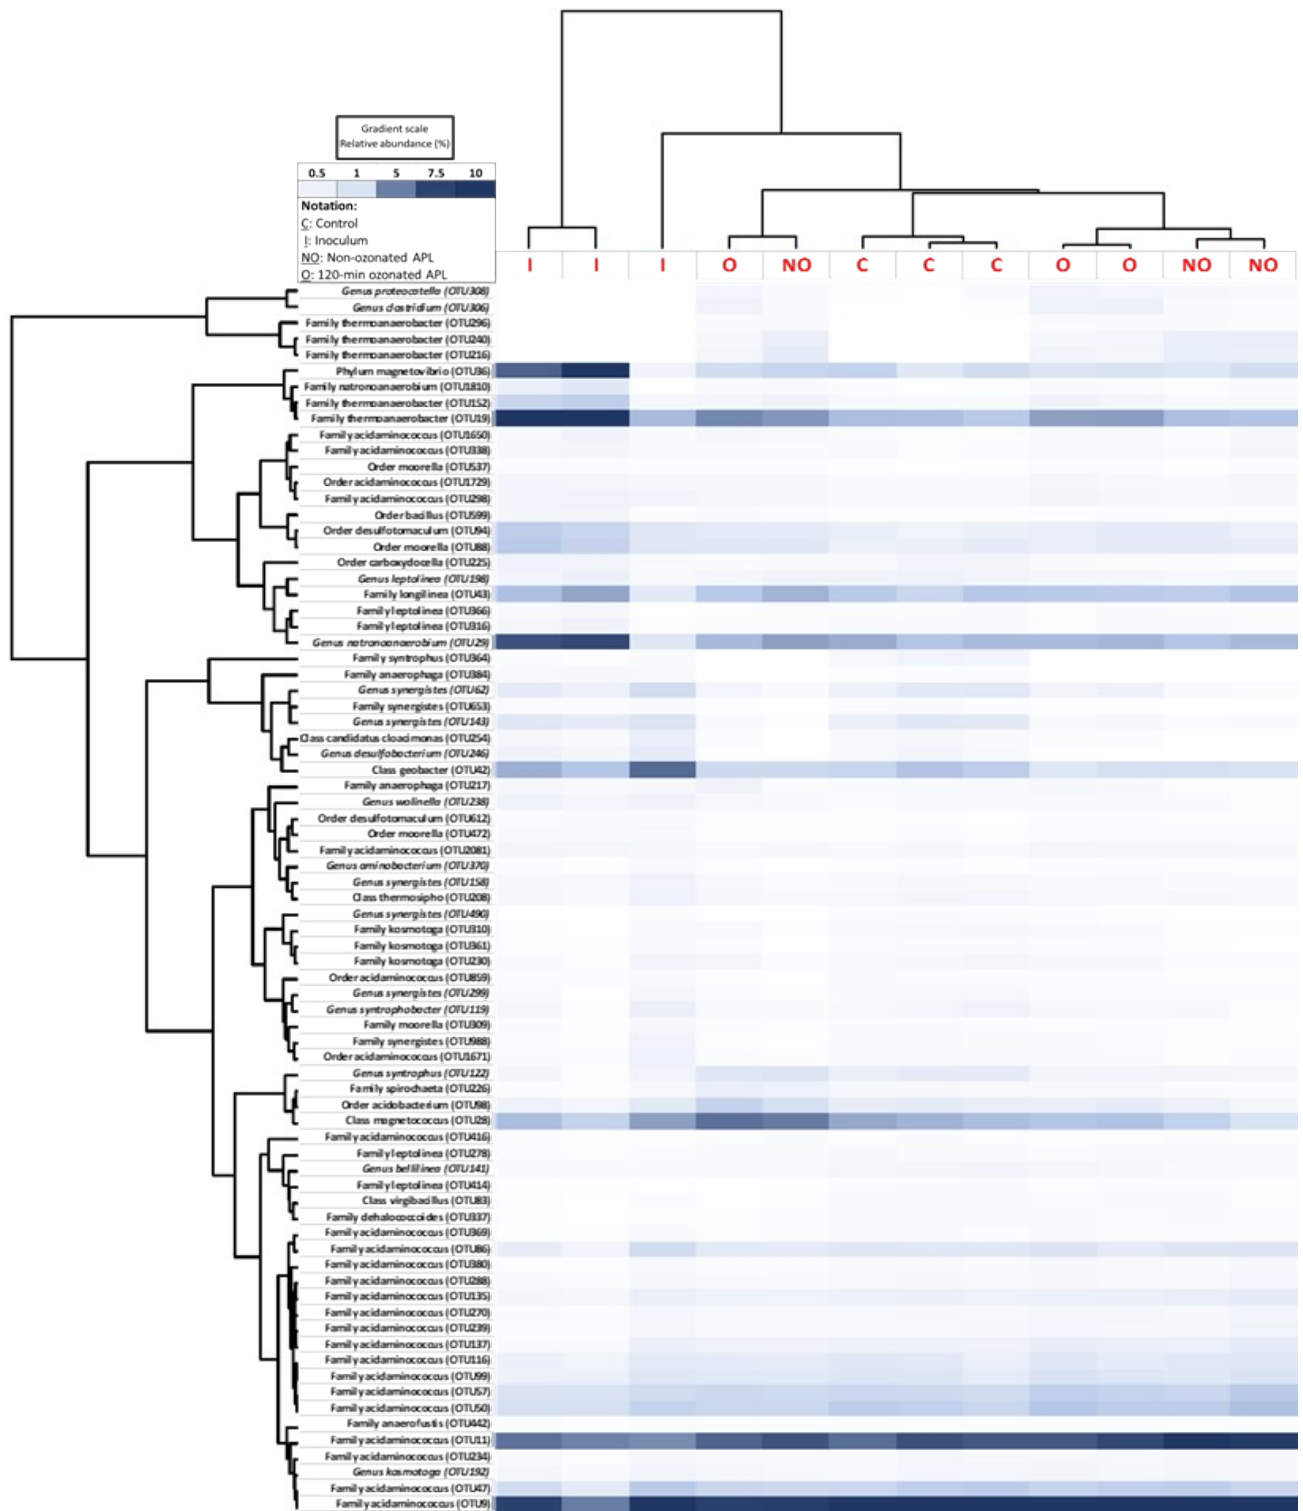 Gradient scale
Relative abundance (%)
0.5 1 5 7.5 10
Notation:
C: Control
I: Inoculum
NO: Non-ozonated APL
O: 120-min ozonated APL
I I I O NO C C C O O NO NO
Genus proteocatella (OTU308)
Genus clostridium (OTU306)
Family thermoanaerobacter (OTU296)
Family thermoanaerobacter (OTU240)
Family thermoanaerobacter (OTU216)
Phylum magnetovibrio (OTU36)
Family natronoanaerobium (OTU1810)
Family thermoanaerobacter (OTU152)
Family thermoanaerobacter (OTU19)
Family acidaminococcus (OTU1650)
Family acidaminococcus (OTU338)
Order moorella (OTU537)
Order acidaminococcus (OTU1729)
Family acidaminococcus (OTU298)
Order bacillus (OTU599)
Order desulfotomaculum (OTU94)
Order moorella (OTU88)
Order carboxydocella (OTU225)
Genus leptolinea (OTU198)
Family longilinea (OTU43)
Family leptolinea (OTU366)
Family leptolinea (OTU316)
Genus natronoanaerobium (OTU29)
Family syntrophus (OTU364)
Family anaerophaga (OTU384)
Genus synergistes (OTU62)
Family synergistes (OTU653)
Genus synergistes (OTU143)
Class candidatus cloacimonas (OTU254)
Genus desulfobacterium (OTU246)
Class geobacter (OTU42)
Family anaerophaga (OTU217)
Genus wolinella (OTU238)
Order desulfotomaculum (OTU612)
Order moorella (OTU472)
Family acidaminococcus (OTU2081)
Genus aminobacterium (OTU370)
Genus synergistes (OTU158)
Class thermosipho (OTU208)
Genus synergistes (OTU490)
Family kosmotoga (OTU310)
Family kosmotoga (OTU361)
Family kosmotoga (OTU230)
Order acidaminococcus (OTU859)
Genus synergistes (OTU299)
Genus syntrophobacter (OTU119)
Family moorella (OTU309)
Family synergistes (OTU988)
Order acidaminococcus (OTU1671)
Genus syntrophus (OTU122)
Family spirochaeta (OTU226)
Order acidobacterium (OTU98)
Class magnetococcus (OTU28)
Family acidaminococcus (OTU416)
Family leptolinea (OTU278)
Genus bellilinea (OTU141)
Family leptolinea (OTU414)
Class virgibacillus (OTU83)
Family dehalococcoides (OTU337)
Family acidaminococcus (OTU369)
Family acidaminococcus (OTU86)
Family acidaminococcus (OTU380)
Family acidaminococcus (OTU288)
Family acidaminococcus (OTU135)
Family acidaminococcus (OTU270)
Family acidaminococcus (OTU239)
Family acidaminococcus (OTU137)
Family acidaminococcus (OTU116)
Family acidaminococcus (OTU99)
Family acidaminococcus (OTU57)
Family acidaminococcus (OTU50)
Family anaerofustis (OTU442)
Family acidaminococcus (OTU11)
Family acidaminococcus (OTU234)
Genus kosmotoga (OTU192)
Family acidaminococcus (OTU47)
Family acidaminococcus (OTU9)